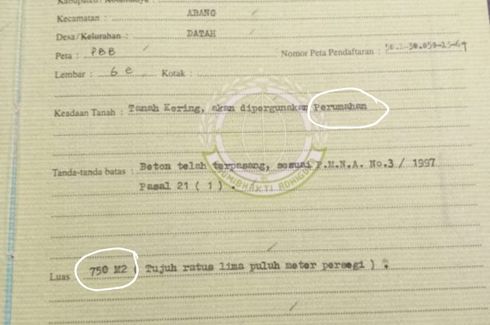 Kecamatan : ABANG
Desa/Kelurahan : DATAH
Peta : PBB Nomor Peta Pendaftaran :
Lembar : 6 e Kotak :
Keadaan Tanah : Tanah Kering, akan dipergunakan Perumahan
Tanda-tanda batas : Beton telah terpasang, sesuai P.M.N.A. No.3 / 1997
Pasal 21 ( 1 ) .
BHUMIBHAKTI ADHIGUNA
Luas 750 M2 ( Tujuh ratus lima puluh meter persegi ) .